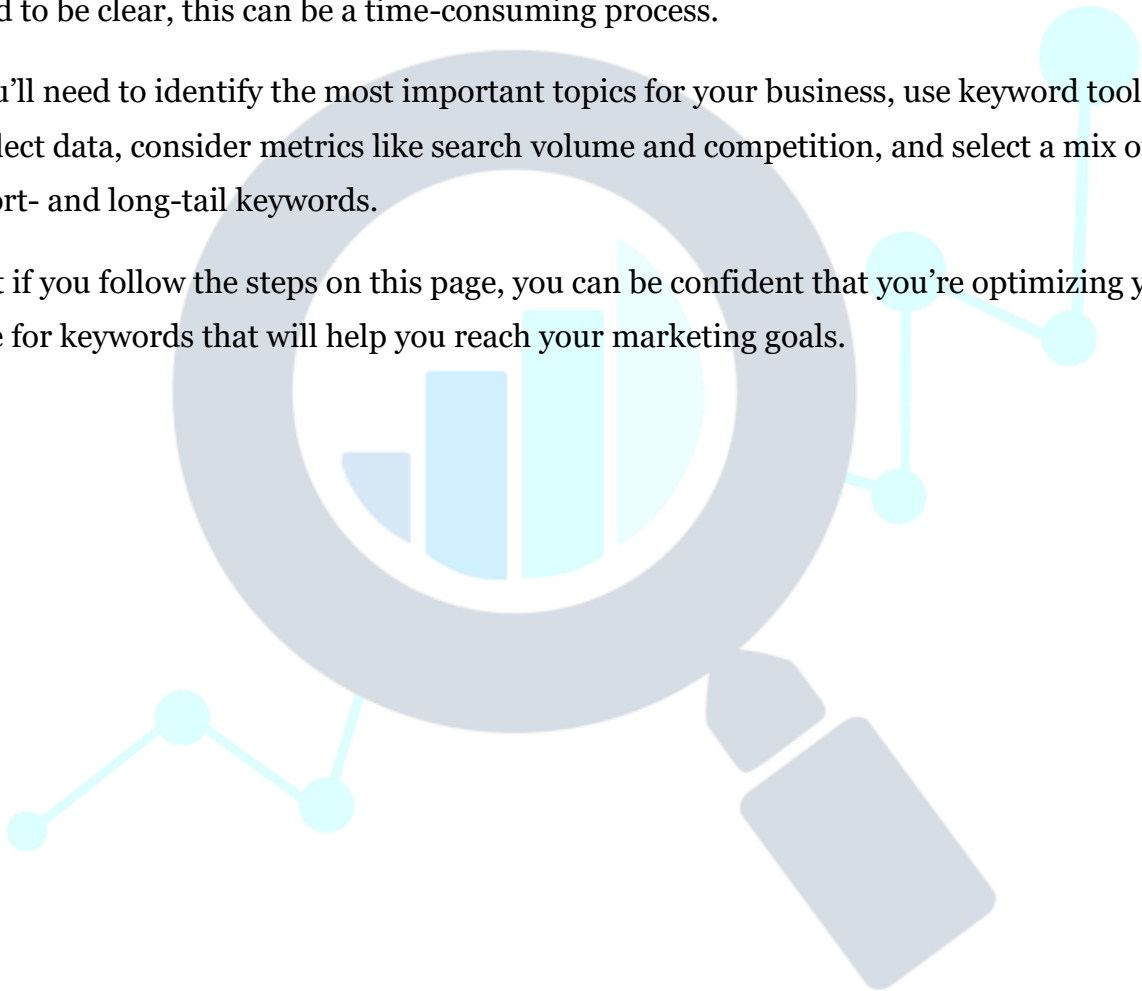 d to be clear, this can be a time-consuming process.
u’ll need to identify the most important topics for your business, use keyword tool
lect data, consider metrics like search volume and competition, and select a mix o
ort- and long-tail keywords.
t if you follow the steps on this page, you can be confident that you’re optimizing y
e for keywords that will help you reach your marketing goals.